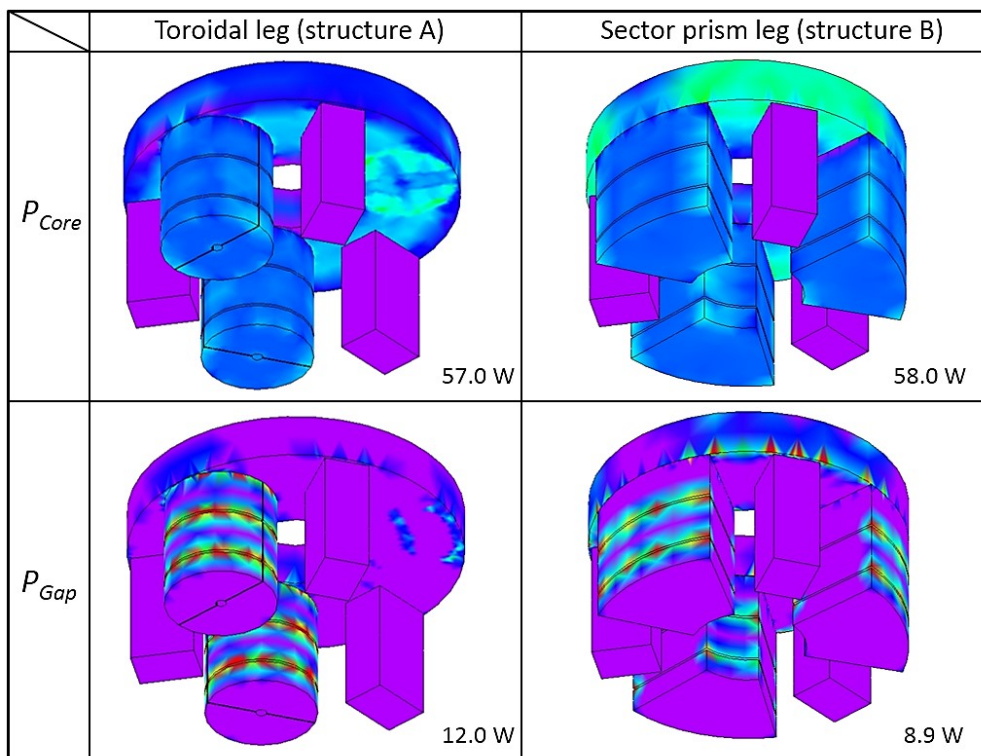 Toroidal leg (structure A)
Sector prism leg (structure B)
P_Core
57.0 W
58.0 W
P_Gap
12.0 W
8.9 W